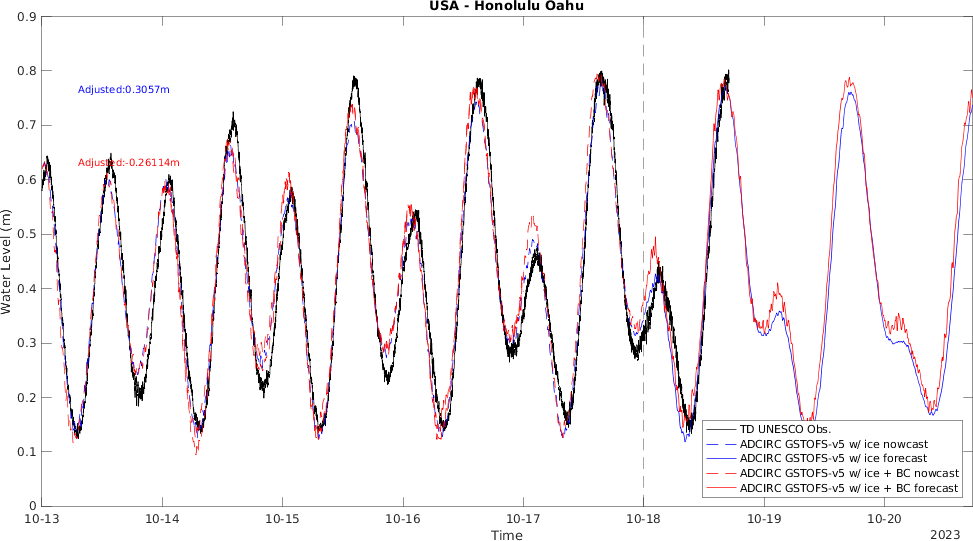 USA - Honolulu Oahu
0.9
0.8
0.7
0.6
0.5
0.4
0.3
0.2
0.1
0
Water Level (m)
Adjusted:0.3057m
Adjusted:-0.26114m
TD UNESCO Obs.
ADCIRC GSTOFS-v5 w/ ice nowcast
ADCIRC GSTOFS-v5 w/ ice forecast
ADCIRC GSTOFS-v5 w/ ice + BC nowcast
ADCIRC GSTOFS-v5 w/ ice + BC forecast
10-13 10-14 10-15 10-16 10-17 10-18 10-19 10-20
Time
2023